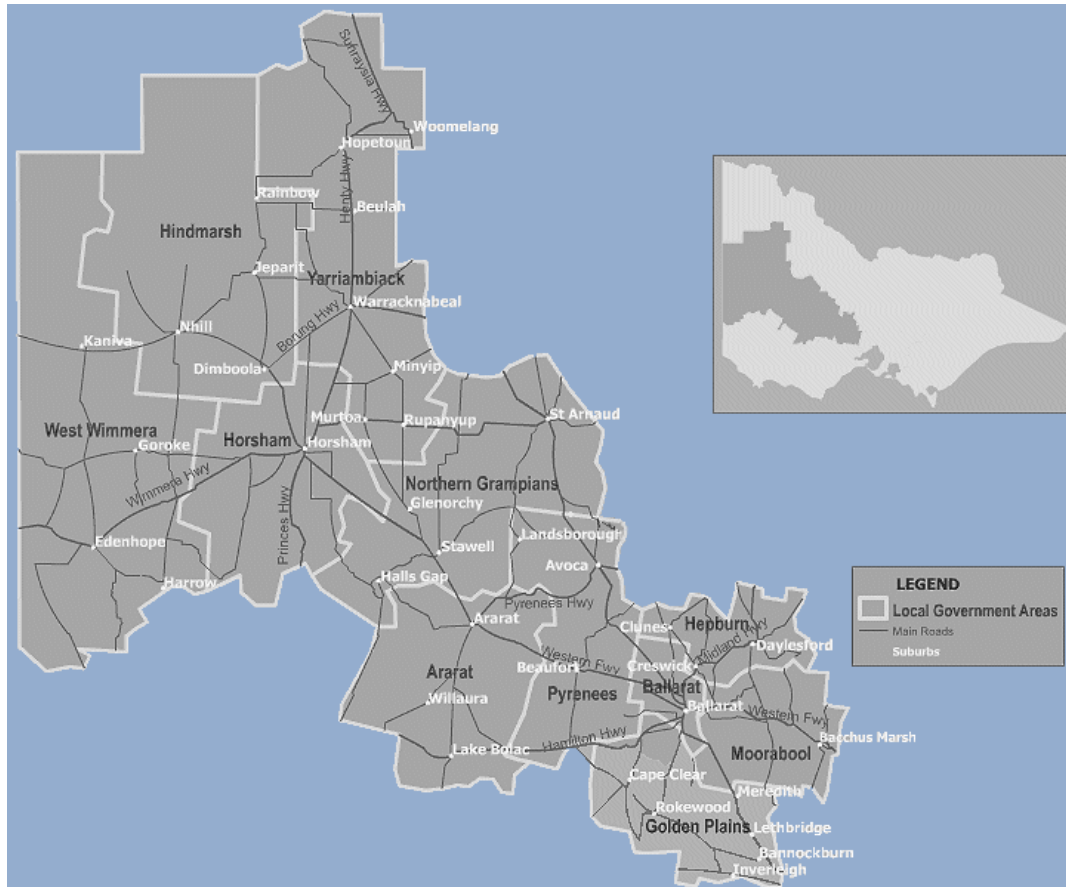 Sunraysia Hwy
Woomelang
Hopetoun
Henty Hwy
Rainbow
Beulah
Hindmarsh
Jeparit
Yarriambiack
Warracknabeal
Borung Hwy
Nhill
Kaniva
Dimboola
Minyip
Murtoa
Rupanyup
St Arnaud
West Wimmera
Goroke
Horsham
Horsham
Wimmera Hwy
Northern Grampians
Glenorchy
Princes Hwy
Edenhope
Stawell
Landsborough
Avoca
Harrow
Halls Gap
LEGEND
Local Government Areas
Main Roads
Suburbs
Pyrenees Hwy
Ararat
Clunes
Hepburn
Midland Hwy
Daylesford
Western Fwy
Beaufort
Creswick
Ararat
Ballarat
Pyrenees
Willaura
Ballarat
Western Fwy
Bacchus Marsh
Hamilton Hwy
Lake Bolac
Moorabool
Cape Clear
Meredith
Rokewood
Golden Plains
Lethbridge
Bannockburn
Inverleigh